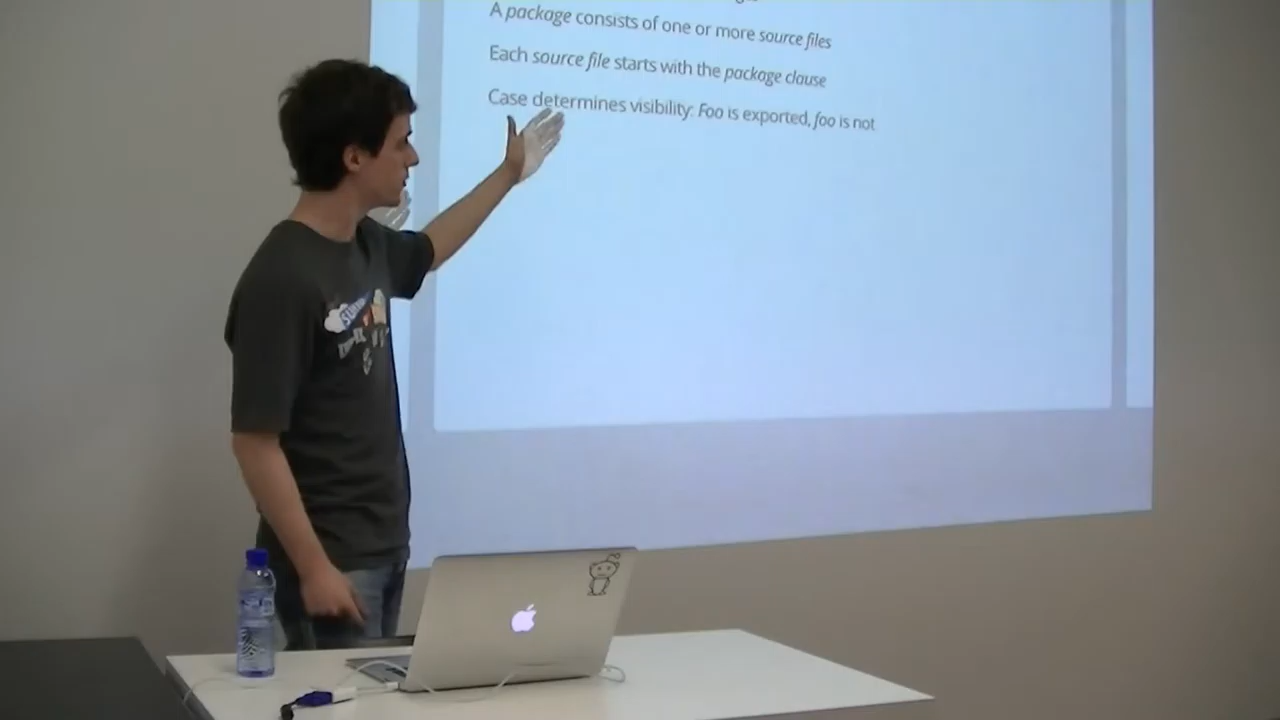 A package consists of one or more source files
Each source file starts with the package clause
Case determines visibility: Foo is exported, foo is not